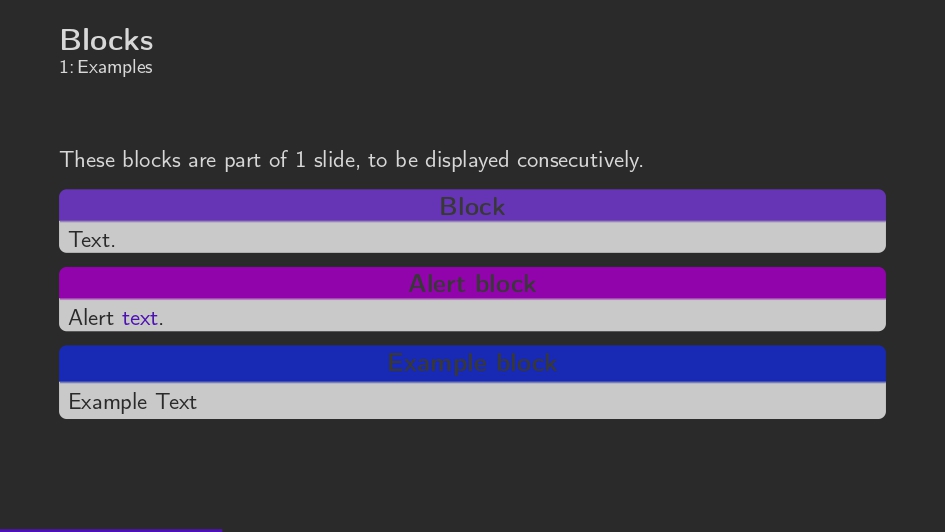 Blocks
1: Examples
These blocks are part of 1 slide, to be displayed consecutively.
Block
Text.
Alert block
Alert text.
Example block
Example Text